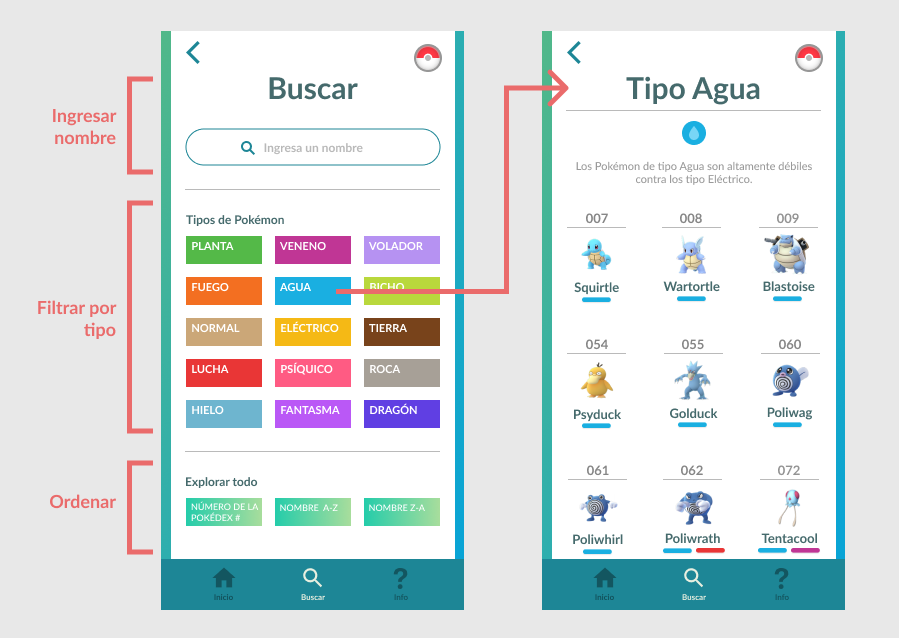 Ingresar
nombre
Filtrar por
tipo
Ordenar
Buscar
Ingresa un nombre
Tipos de Pokémon
PLANTA
VENENO
VOLADOR
FUEGO
AGUA
BICHO
NORMAL
ELÉCTRICO
TIERRA
LUCHA
PSÍQUICO
ROCA
HIELO
FANTASMA
DRAGÓN
Explorar todo
NÚMERO DE LA
POKÉDEX #
NOMBRE A-Z
NOMBRE Z-A
Inicio
Buscar
Info
Tipo Agua
Los Pokémon de tipo Agua son altamente débiles
contra los tipo Eléctrico.
007
008
009
Squirtle
Wartortle
Blastoise
054
055
060
Psyduck
Golduck
Poliwag
061
062
072
Poliwhirl
Poliwrath
Tentacool
Inicio
Buscar
Info